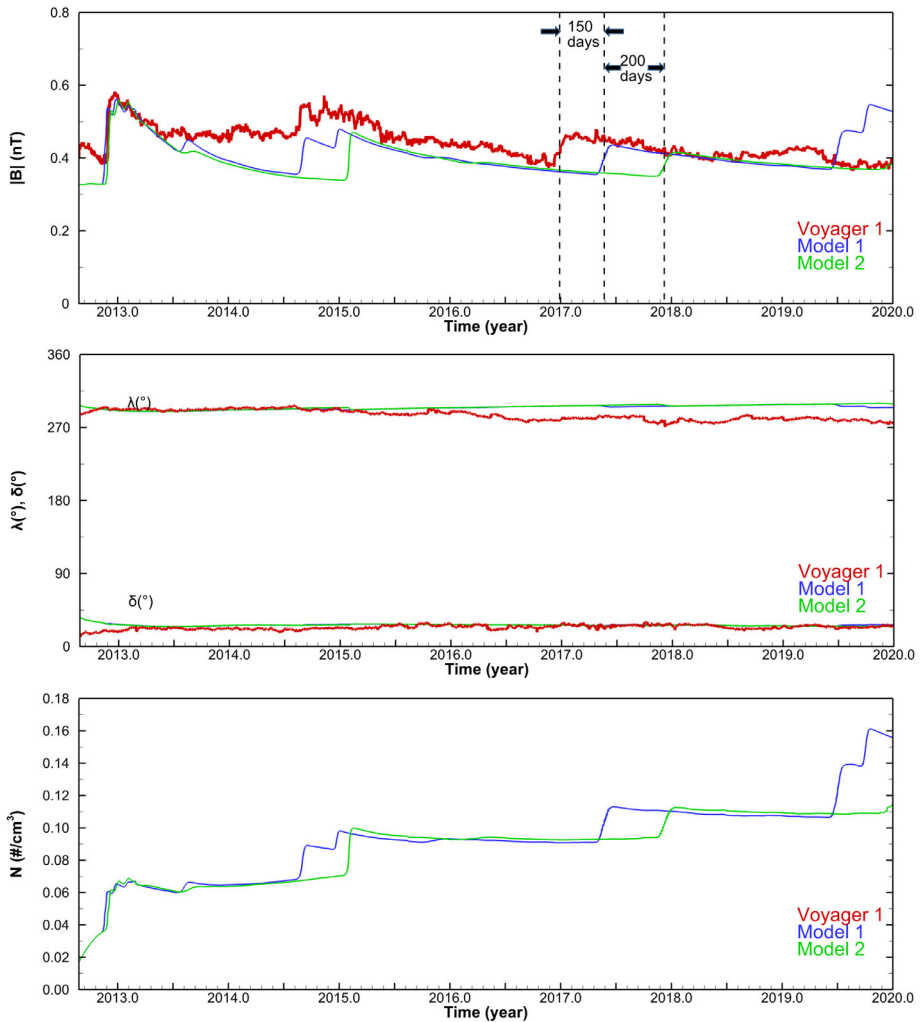 0.8
150
days
200
days
0.6
|B| (nT)
0.4
0.2
Voyager 1
Model 1
Model 2
0
2013.0 2014.0 2015.0 2016.0 2017.0 2018.0 2019.0 2020.0
Time (year)
360
λ(°)
270
λ(°), δ(°)
180
90
Voyager 1
Model 1
Model 2
δ(°)
0
2013.0 2014.0 2015.0 2016.0 2017.0 2018.0 2019.0 2020.0
Time (year)
0.18
0.16
0.14
0.12
N (#/cm³)
0.10
0.08
0.06
0.04
Voyager 1
Model 1
Model 2
0.02
0.00
2013.0 2014.0 2015.0 2016.0 2017.0 2018.0 2019.0 2020.0
Time (year)